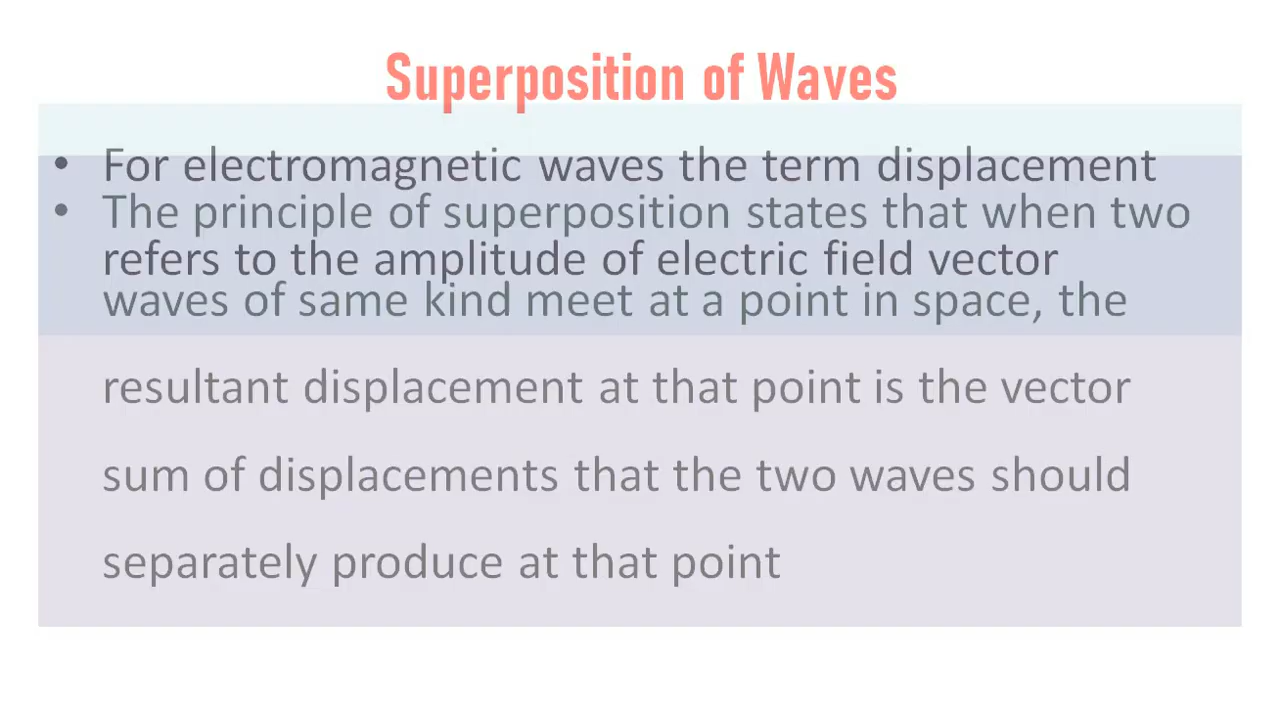 Superposition of Waves
• For electromagnetic waves the term displacement
refers to the amplitude of electric field vector
• The principle of superposition states that when two
waves of same kind meet at a point in space, the
resultant displacement at that point is the vector
sum of displacements that the two waves should
separately produce at that point